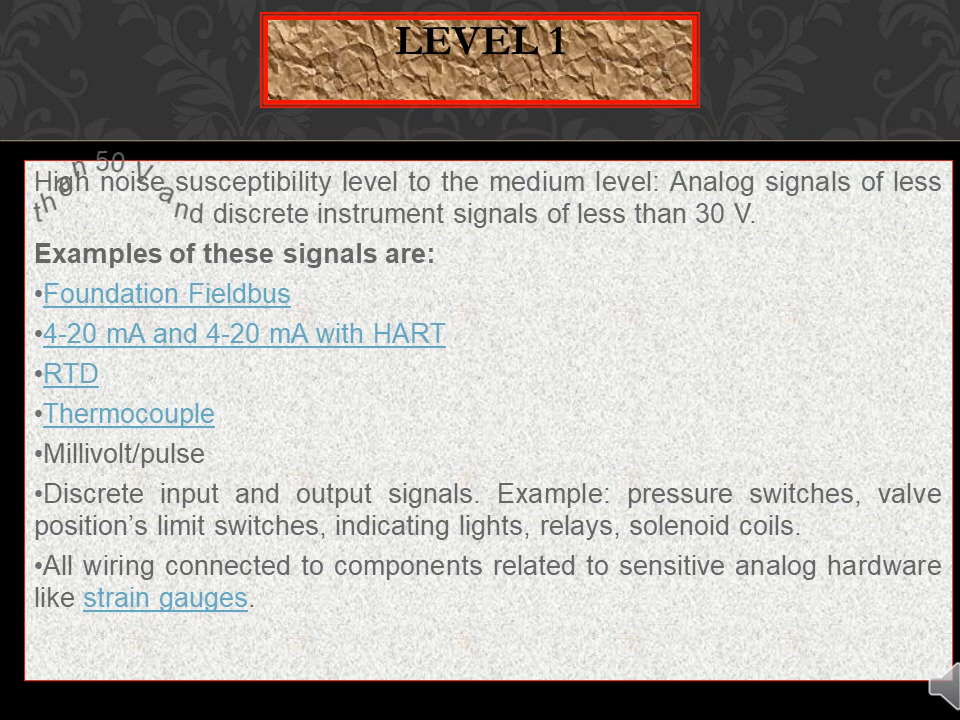 LEVEL 1
High noise susceptibility level to the medium level: Analog signals of less
than 50 V and discrete instrument signals of less than 30 V.
Examples of these signals are:
•Foundation Fieldbus
•4-20 mA and 4-20 mA with HART
•RTD
•Thermocouple
•Millivolt/pulse
•Discrete input and output signals. Example: pressure switches, valve
position’s limit switches, indicating lights, relays, solenoid coils.
•All wiring connected to components related to sensitive analog hardware
like strain gauges.